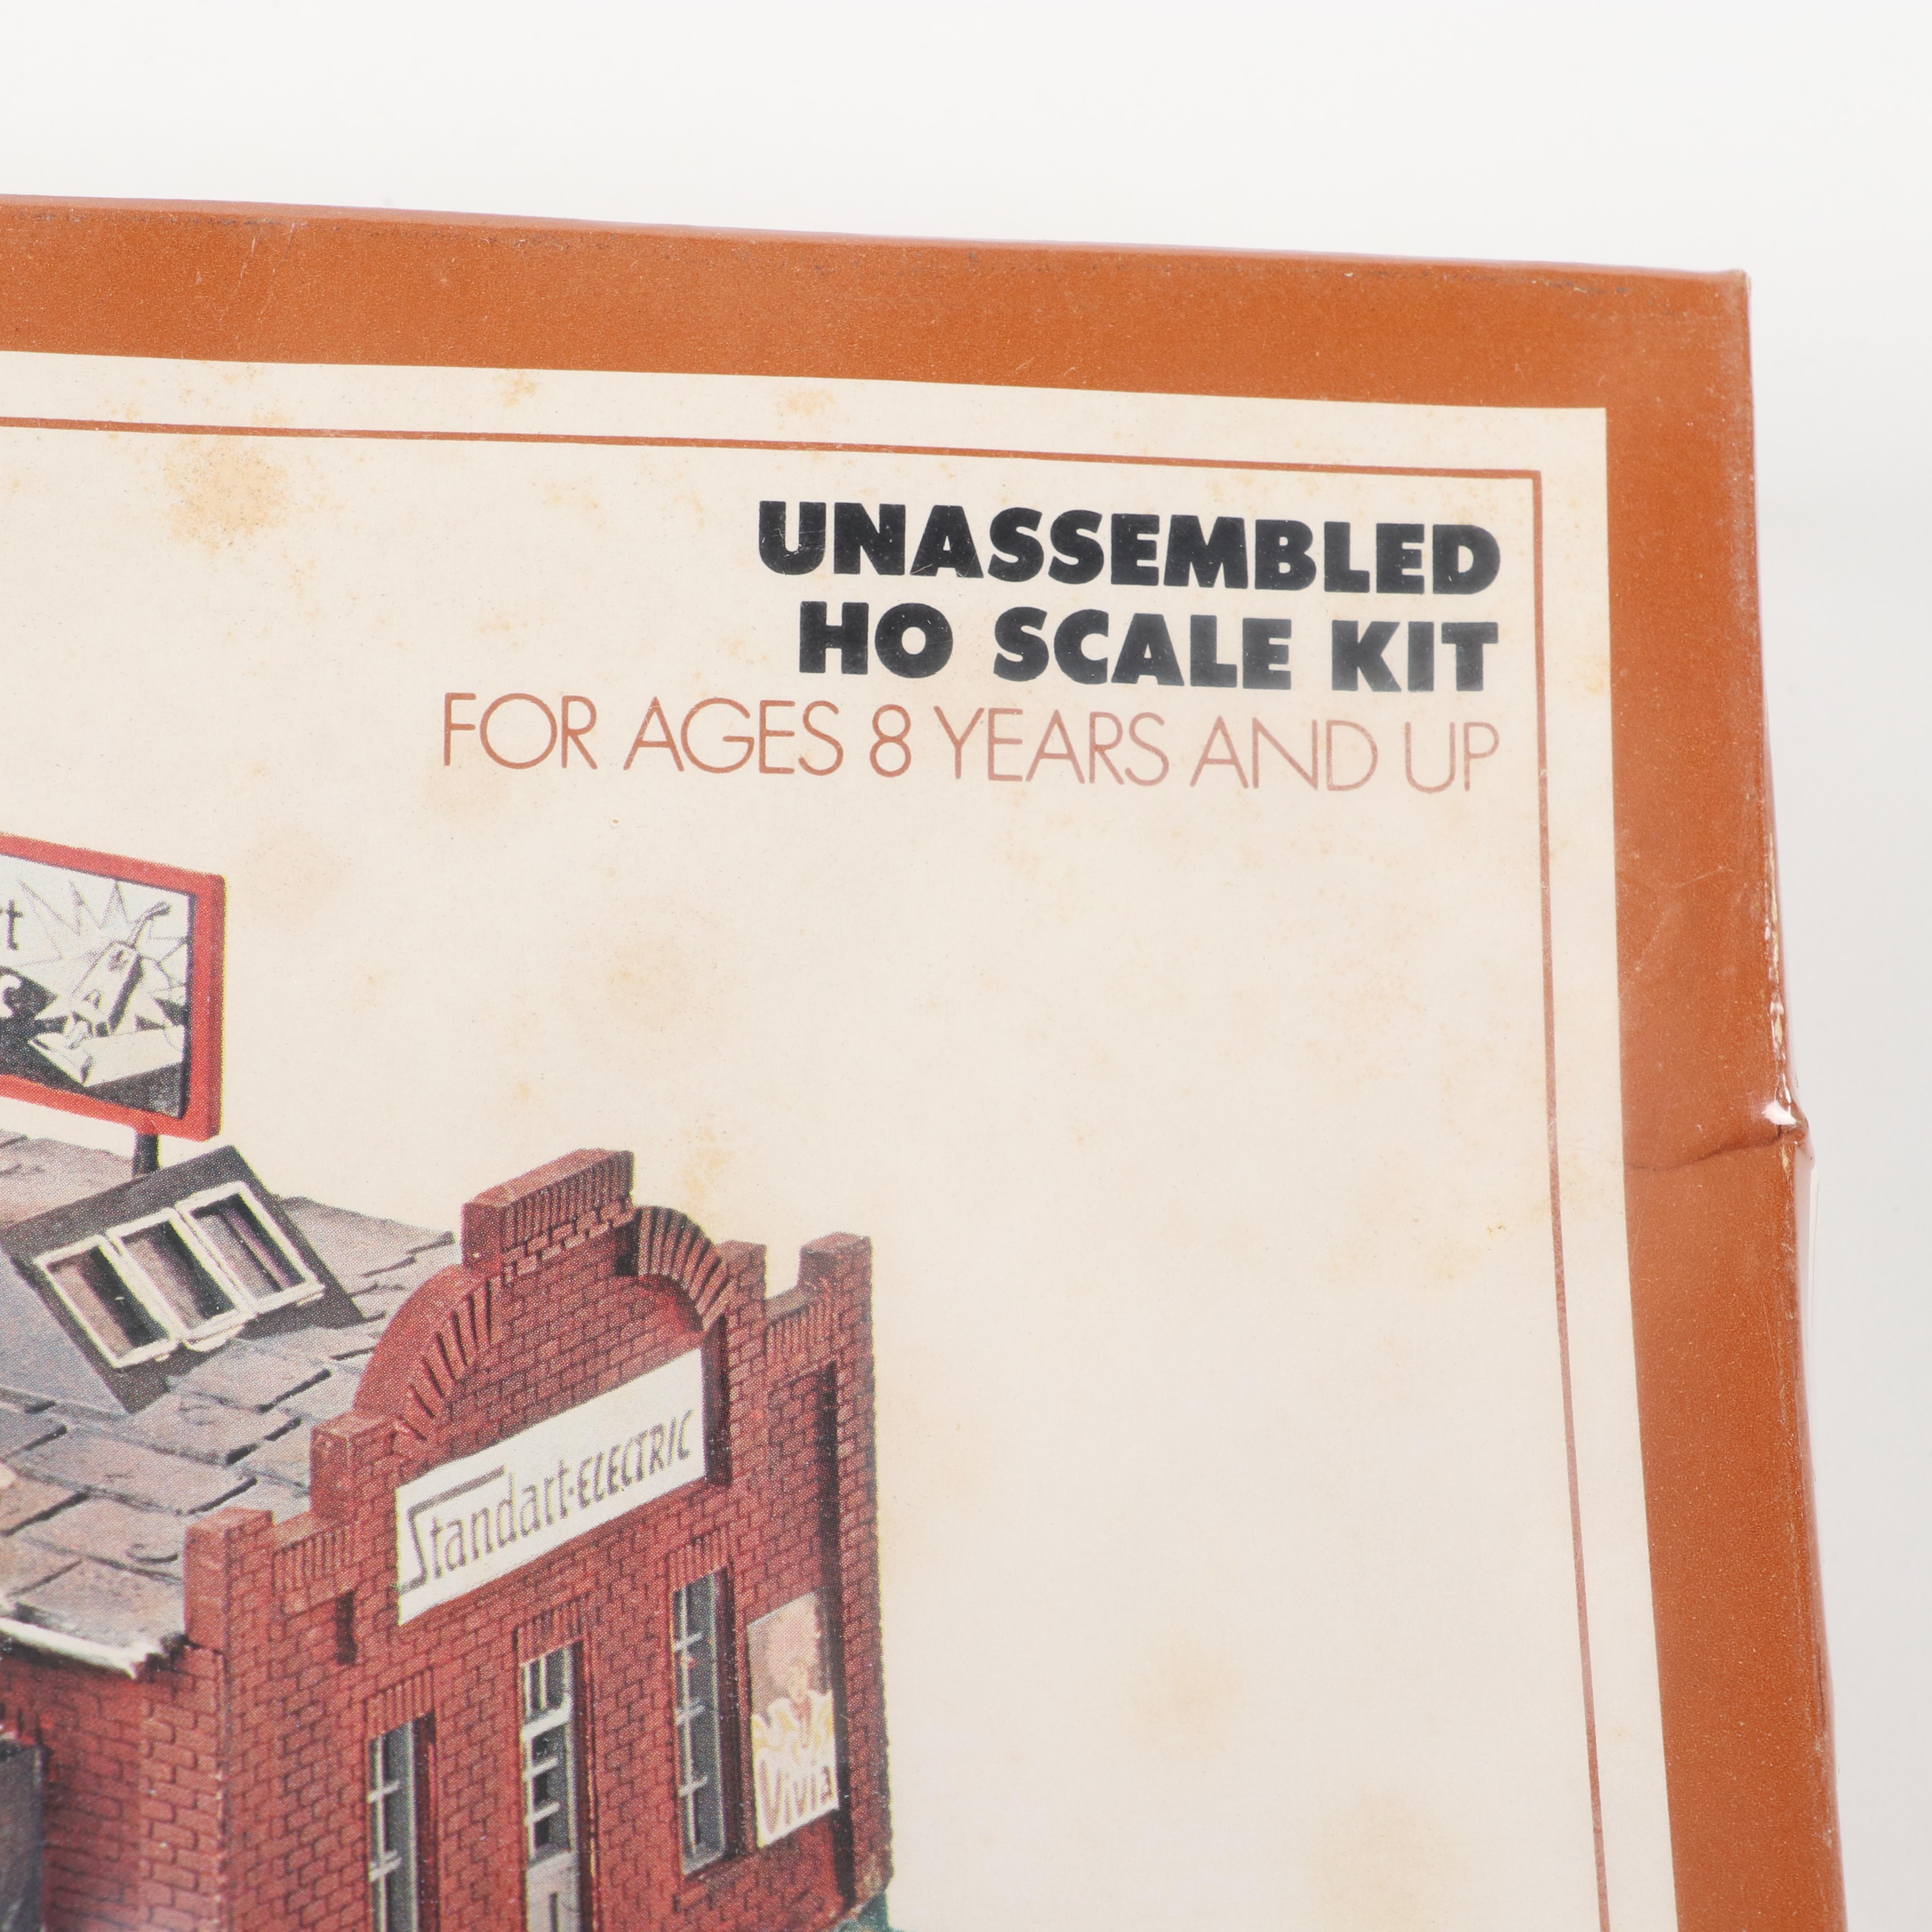 UNASSEMBLED
HO SCALE KIT
FOR AGES 8 YEARS AND UP
Standart-ELECTRIC
Vivia